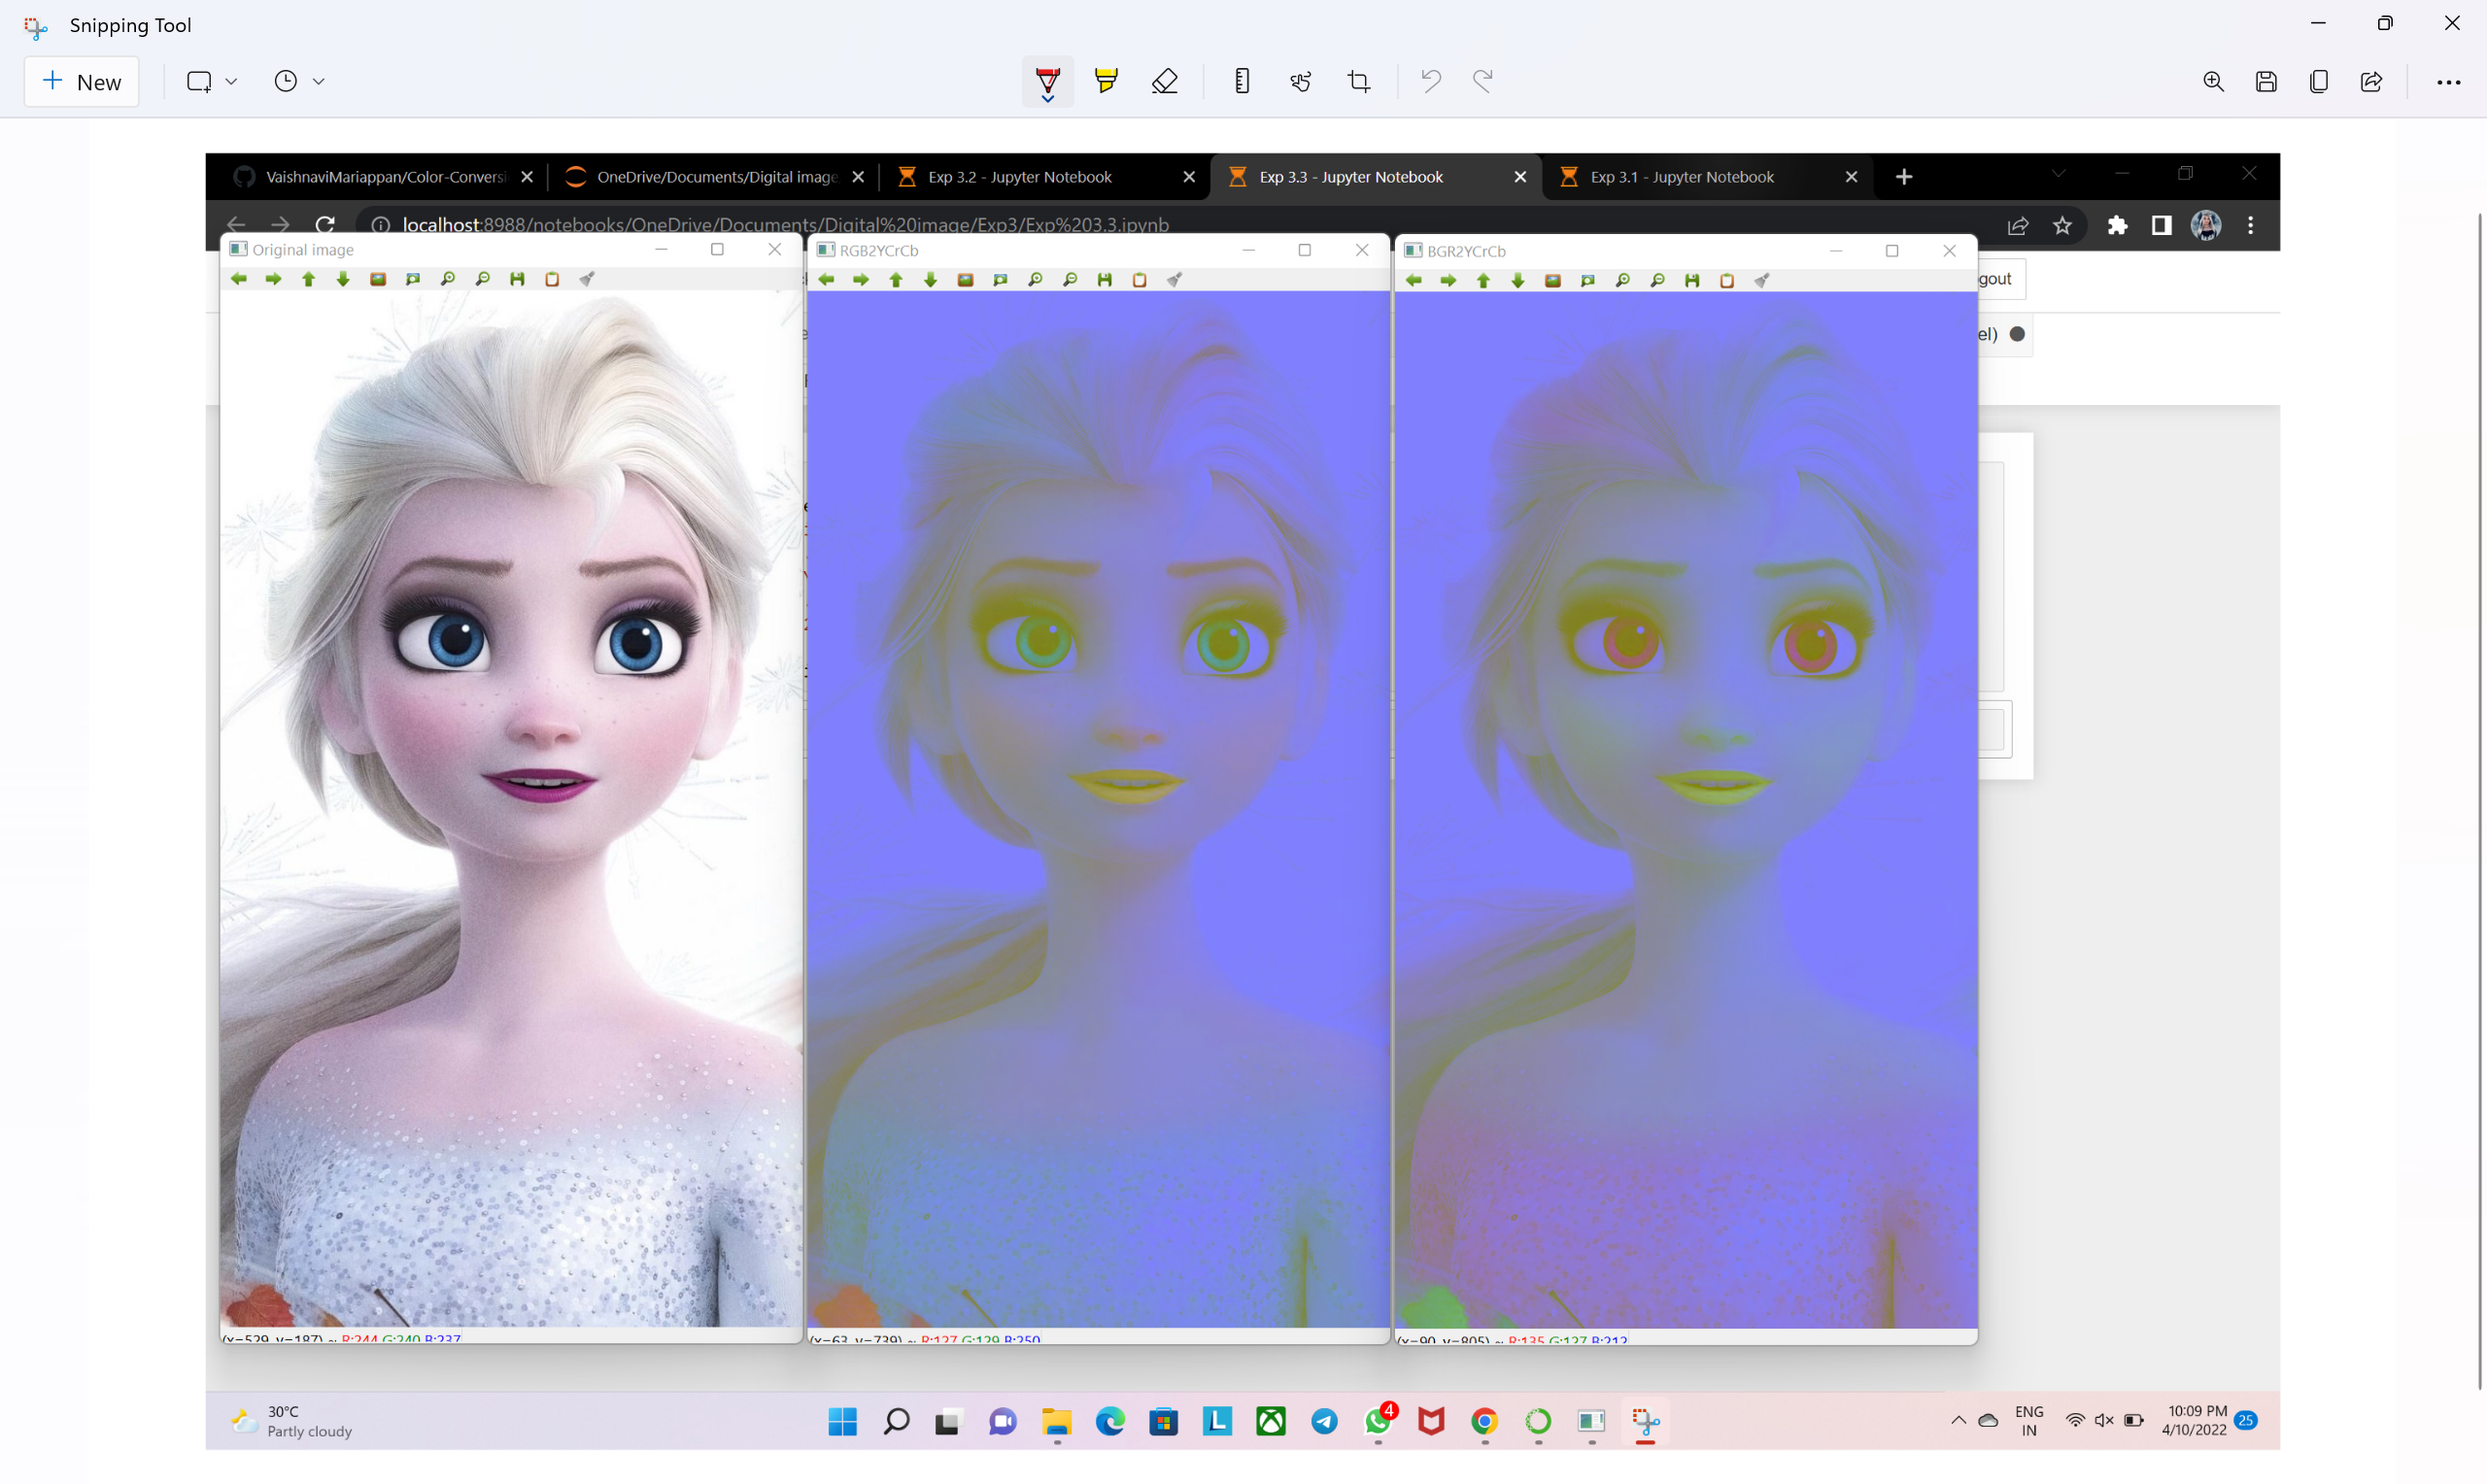 Snipping Tool
New
VaishnaviMariappan/Color-Conversi
OneDrive/Documents/Digital image
Exp 3.2 - Jupyter Notebook
Exp 3.3 - Jupyter Notebook
Exp 3.1 - Jupyter Notebook
localhost:8988/notebooks/OneDrive/Documents/Digital%20image/Exp3/Exp%203.3.ipynb
Original image
RGB2YCrCb
BGR2YCrCb
gout
el)
(x=529, y=187) ~ R:244 G:240 B:237
(x=63, y=739) ~ R:127 G:129 B:250
(x=90, y=805) ~ R:135 G:127 B:212
30°C
Partly cloudy
4
ENG
IN
10:09 PM
4/10/2022
25